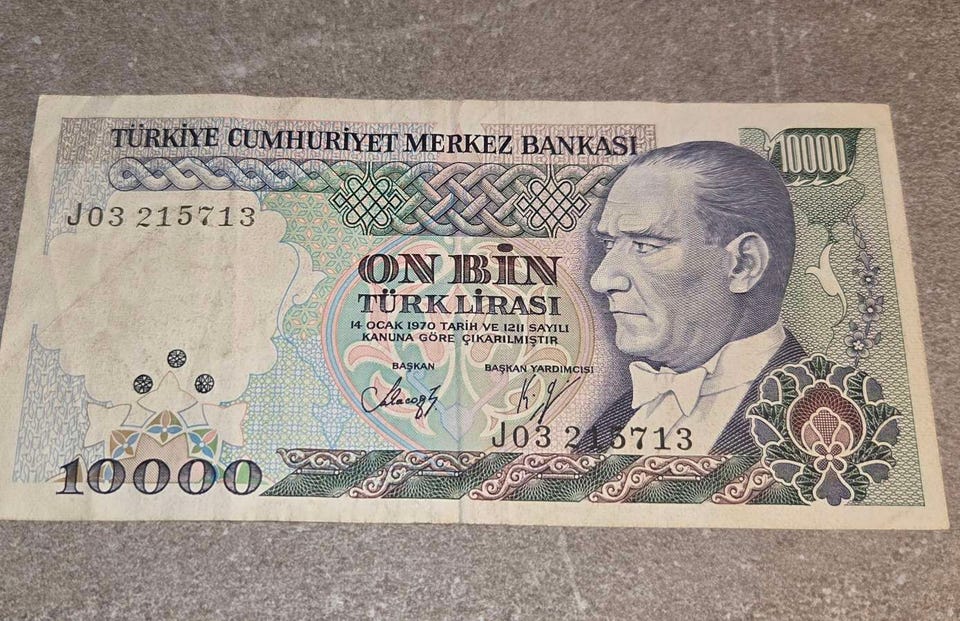 TÜRKİYE CUMHURİYET MERKEZ BANKASI
10000
J03 215713
ON BİN
TÜRK LİRASI
14 OCAK 1970 TARİH VE 1211 SAYILI
KANUNA GÖRE ÇIKARILMIŞTIR
BAŞKAN
BAŞKAN YARDIMCISI
J03 215713
10000